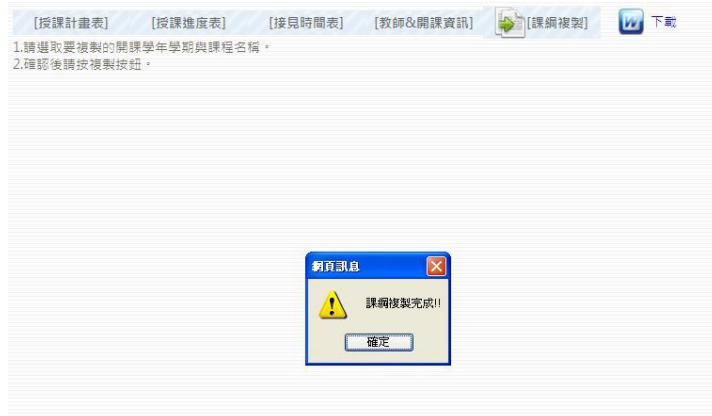 [授課計畫表] [授課進度表] [接見時間表] [教師&開課資訊] [課綱複製] 下載
1.請選取要複製的開課學年學期與課程名稱。
2.確認後請按複製按鈕。
網頁訊息
課綱複製完成!!
確定